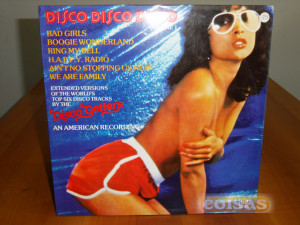 DISCO·DISCO
BAD GIRLS
BOOGIE WONDERLAND
RING MY BELL
H.A.P.P.Y. RADIO
AIN'T NO STOPPING US NOW
WE ARE FAMILY
EXTENDED VERSIONS
OF THE WORLD'S
TOP SIX DISCO TRACKS
BY THE
AN AMERICAN RECORDING
coisas